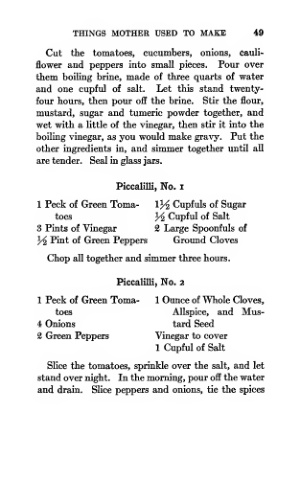 THINGS MOTHER USED TO MAKE 49
Cut the tomatoes, cucumbers, onions, cauli-
flower and peppers into small pieces. Pour over
them boiling brine, made of three quarts of water
and one cupful of salt. Let this stand twenty-
four hours, then pour off the brine. Stir the flour,
mustard, sugar and tumeric powder together, and
wet with a little of the vinegar, then stir it into the
boiling vinegar, as you would make gravy. Put the
other ingredients in, and simmer together until all
are tender. Seal in glass jars.
Piccalilli, No. 1
1 Peck of Green Toma-
toes
3 Pints of Vinegar
½ Pint of Green Peppers
1½ Cupfuls of Sugar
½ Cupful of Salt
2 Large Spoonfuls of
Ground Cloves
Chop all together and simmer three hours.
Piccalilli, No. 2
1 Peck of Green Toma-
toes
4 Onions
2 Green Peppers
1 Ounce of Whole Cloves,
Allspice, and Mus-
tard Seed
Vinegar to cover
1 Cupful of Salt
Slice the tomatoes, sprinkle over the salt, and let
stand over night. In the morning, pour off the water
and drain. Slice peppers and onions, tie the spices